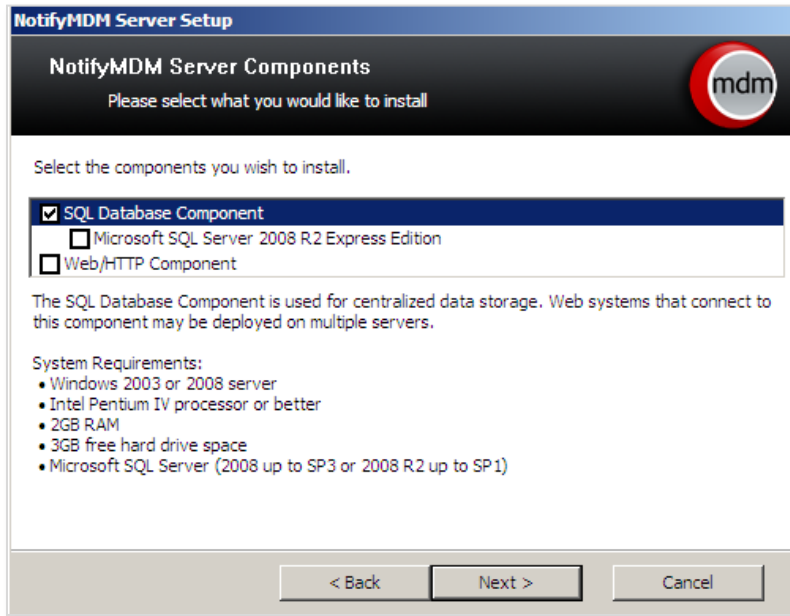 NotifyMDM Server Setup
NotifyMDM Server Components
Please select what you would like to install
mdm
Select the components you wish to install.
SQL Database Component
Microsoft SQL Server 2008 R2 Express Edition
Web/HTTP Component
The SQL Database Component is used for centralized data storage. Web systems that connect to
this component may be deployed on multiple servers.
System Requirements:
• Windows 2003 or 2008 server
• Intel Pentium IV processor or better
• 2GB RAM
• 3GB free hard drive space
• Microsoft SQL Server (2008 up to SP3 or 2008 R2 up to SP1)
< Back
Next >
Cancel